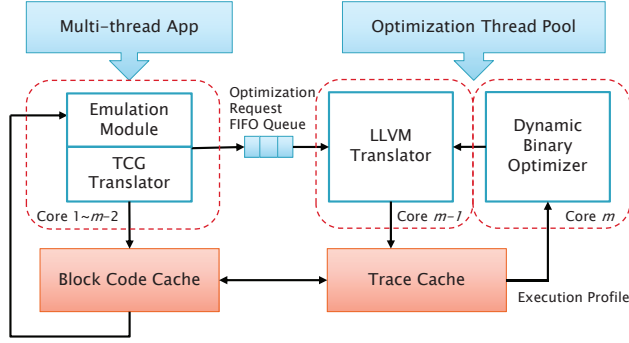 Multi-thread App
Optimization Thread Pool
Emulation
Module
TCG
Translator
Core 1~m-2
Optimization
Request
FIFO Queue
LLVM
Translator
Core m-1
Dynamic
Binary
Optimizer
Core m
Block Code Cache
Trace Cache
Execution Profile